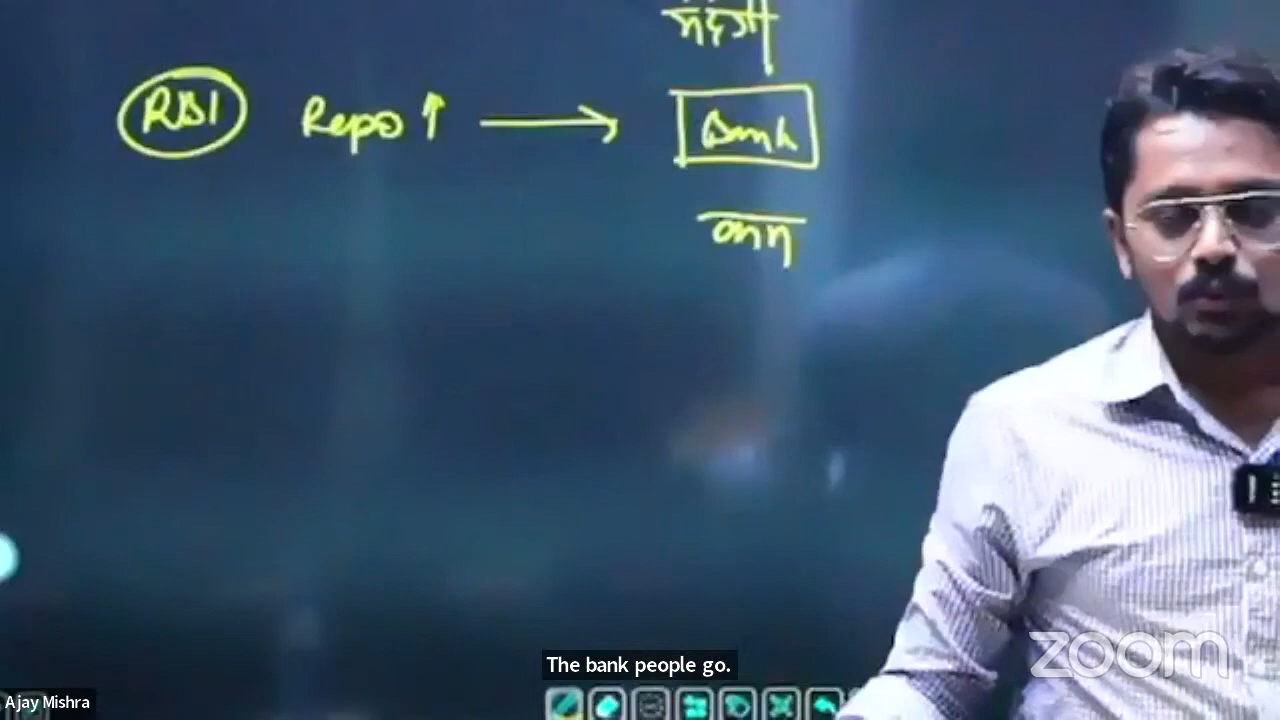 महंगा
RBI Repo ↑ → Bank
लोन
The bank people go.
Ajay Mishra
zoom